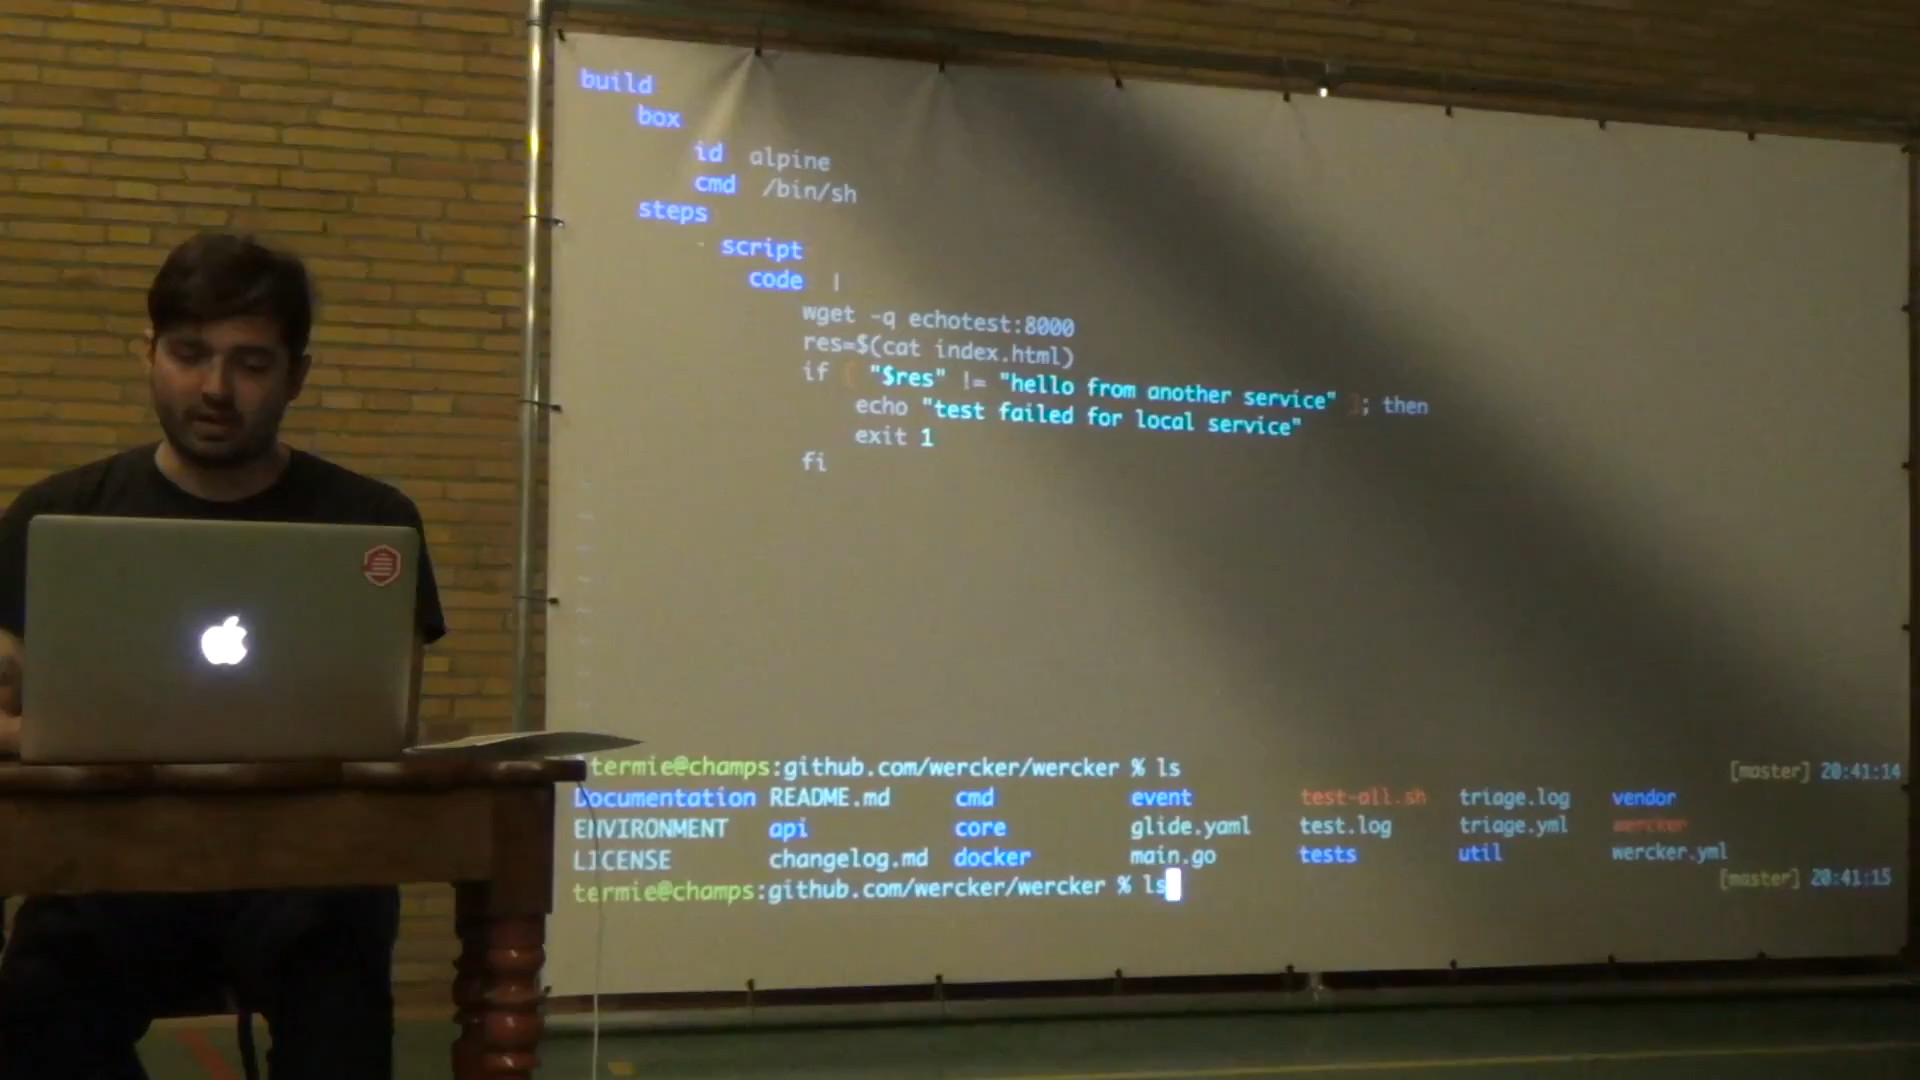 build
box
id alpine
cmd /bin/sh
steps
- script
code |
wget -q echotest:8000
res=$(cat index.html)
if [ "$res" != "hello from another service" ]; then
echo "test failed for local service"
exit 1
fi
termie@champs:github.com/wercker/wercker % ls [master] 20:41:14
Documentation README.md cmd event test-all.sh triage.log vendor
ENVIRONMENT api core glide.yaml test.log triage.yml wercker
LICENSE changelog.md docker main.go tests util wercker.yml
termie@champs:github.com/wercker/wercker % ls [master] 20:41:15